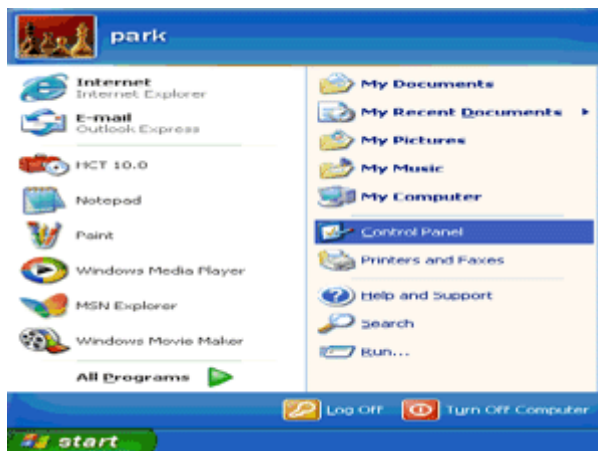 park
Internet
Internet Explorer
E-mail
Outlook Express
HCT 10.0
Notepad
Paint
Windows Media Player
MSN Explorer
Windows Movie Maker
All Programs
My Documents
My Recent Documents
My Pictures
My Music
My Computer
Control Panel
Printers and Faxes
Help and Support
Search
Run...
Log Off
Turn Off Computer
start